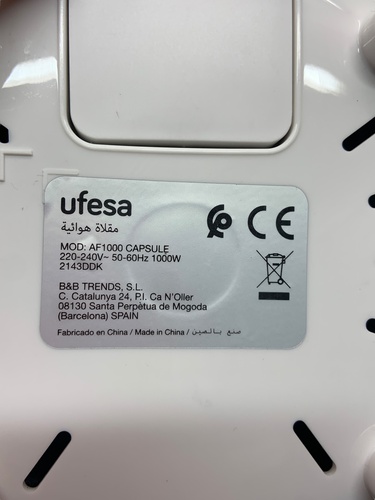 ufesa
مقلاة هوائية
MOD: AF1000 CAPSULE
220-240V~ 50-60Hz 1000W
2143DDK
B&B TRENDS, S.L.
C. Catalunya 24, P.I. Ca N'Oller
08130 Santa Perpètua de Mogoda
(Barcelona) SPAIN
Fabricado en China / Made in China / صنع بالصين
CE